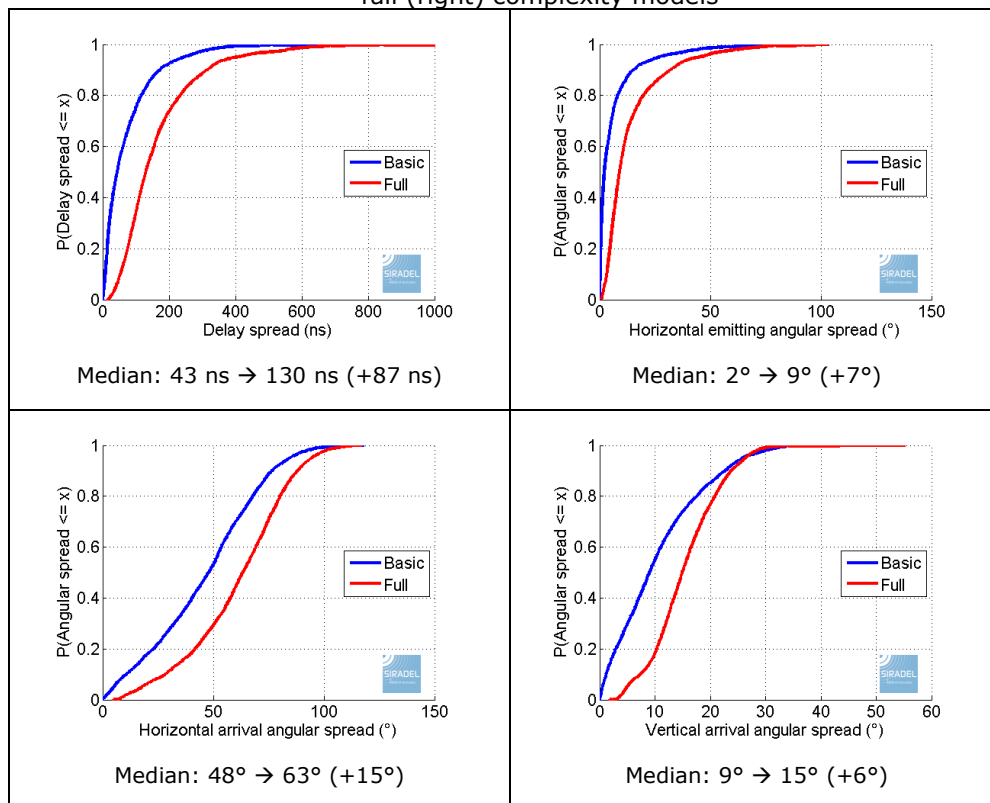 full (right) complexity models
P(Delay spread <= x)
1
0.8
0.6
0.4
0.2
0
0 200 400 600 800 1000
Delay spread (ns)
Basic
Full
SIRADEL
Median: 43 ns → 130 ns (+87 ns)
P(Angular spread <= x)
1
0.8
0.6
0.4
0.2
0
0 50 100 150
Horizontal emitting angular spread (°)
Basic
Full
SIRADEL
Median: 2° → 9° (+7°)
P(Angular spread <= x)
1
0.8
0.6
0.4
0.2
0
0 50 100 150
Horizontal arrival angular spread (°)
Basic
Full
SIRADEL
Median: 48° → 63° (+15°)
P(Angular spread <= x)
1
0.8
0.6
0.4
0.2
0
0 10 20 30 40 50 60
Vertical arrival angular spread (°)
Basic
Full
SIRADEL
Median: 9° → 15° (+6°)